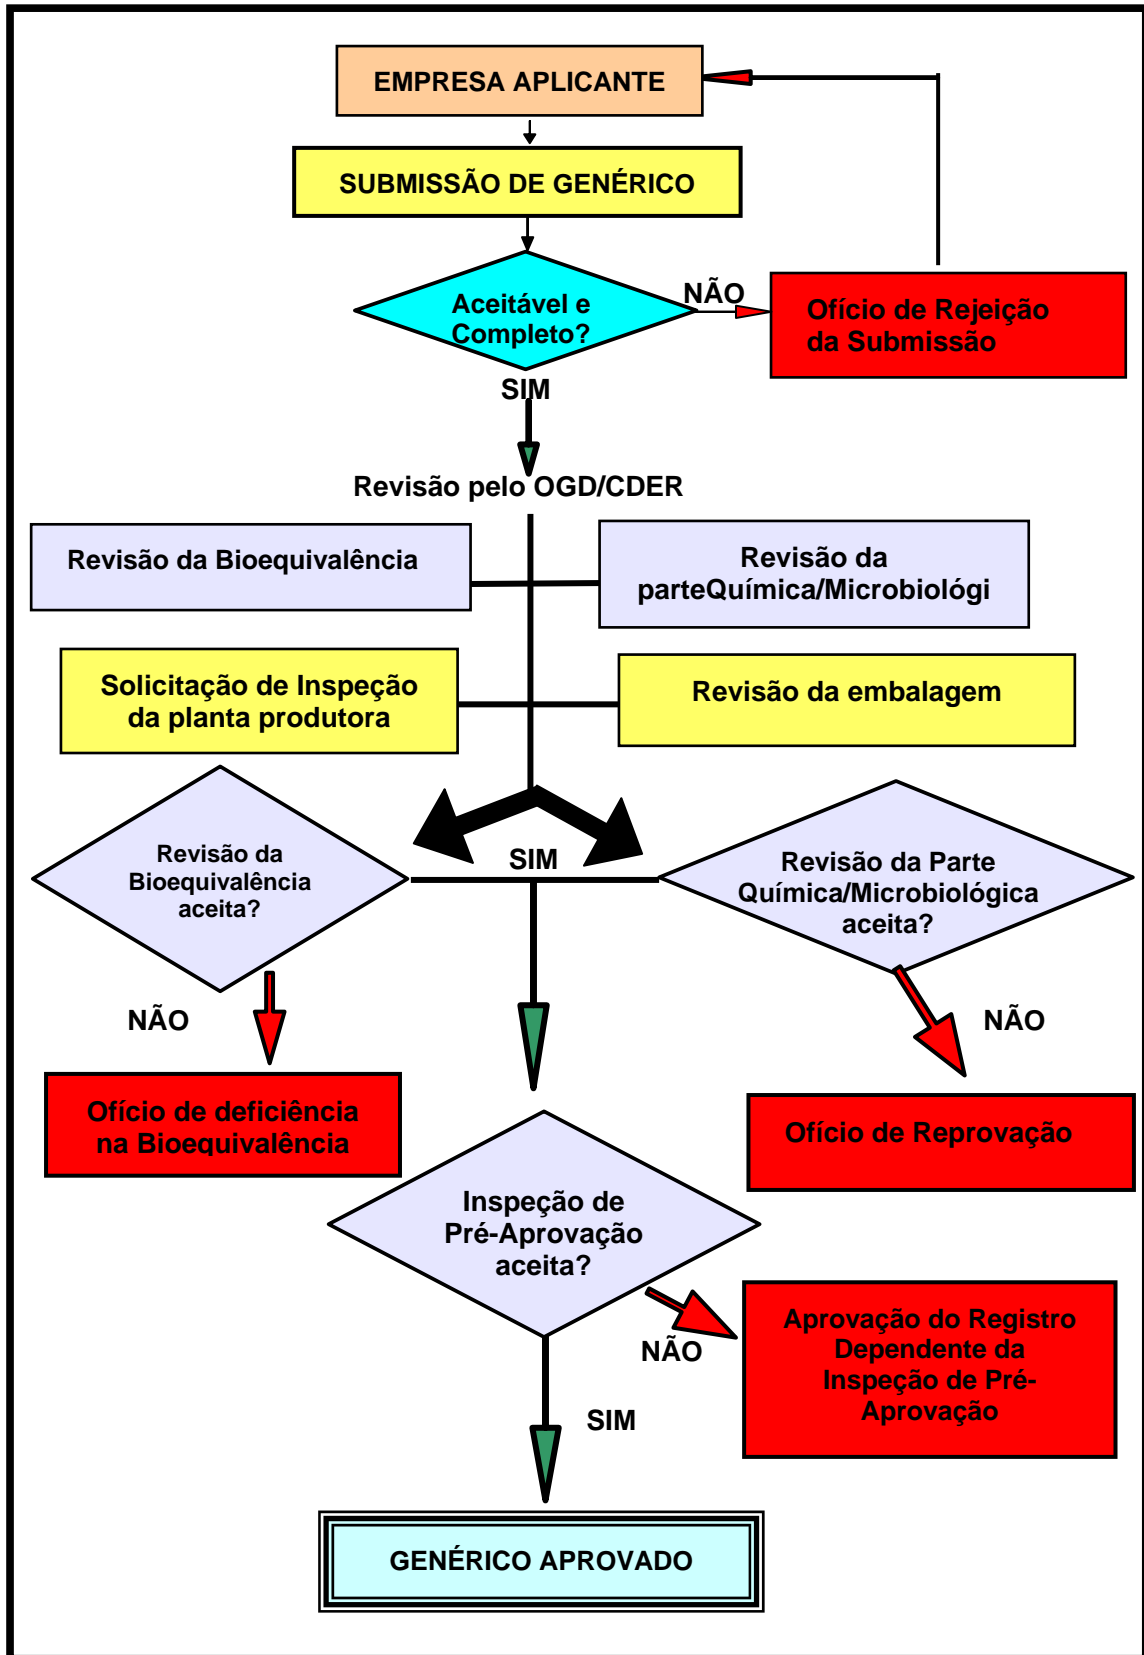 EMPRESA APLICANTE
SUBMISSÃO DE GENÉRICO
Aceitável e
Completo?
NÃO
Ofício de Rejeição
da Submissão
SIM
Revisão pelo OGD/CDER
Revisão da Bioequivalência
Revisão da
parteQuímica/Microbiológi
Solicitação de Inspeção
da planta produtora
Revisão da embalagem
Revisão da
Bioequivalência
aceita?
SIM
Revisão da Parte
Química/Microbiológica
aceita?
NÃO
NÃO
Ofício de deficiência
na Bioequivalência
Ofício de Reprovação
Inspeção de
Pré-Aprovação
aceita?
NÃO
Aprovação do Registro
Dependente da
Inspeção de Pré-
Aprovação
SIM
GENÉRICO APROVADO